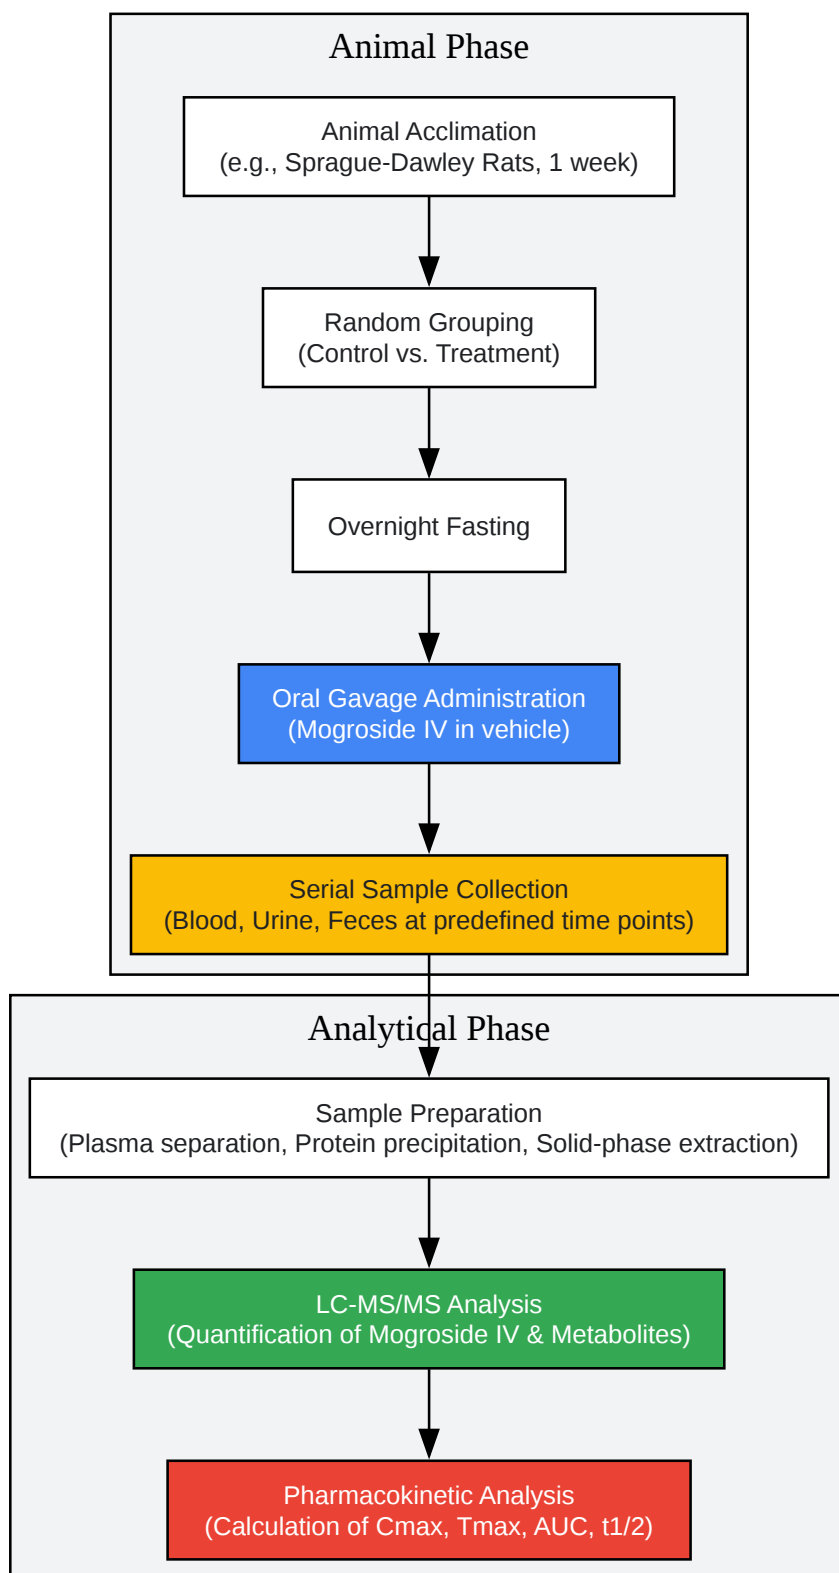 Animal Phase
Animal Acclimation
(e.g., Sprague-Dawley Rats, 1 week)
Random Grouping
(Control vs. Treatment)
Overnight Fasting
Oral Gavage Administration
(Mogroside IV in vehicle)
Serial Sample Collection
(Blood, Urine, Feces at predefined time points)
Analytical Phase
Sample Preparation
(Plasma separation, Protein precipitation, Solid-phase extraction)
LC-MS/MS Analysis
(Quantification of Mogroside IV & Metabolites)
Pharmacokinetic Analysis
(Calculation of Cmax, Tmax, AUC, t1/2)